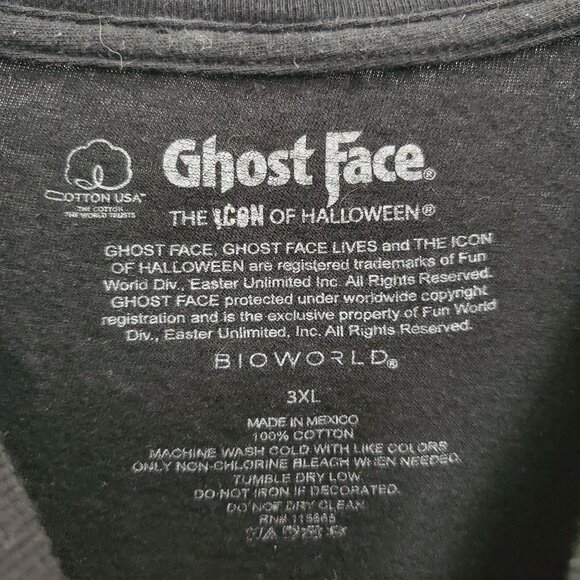 Ghost Face®
COTTON USA™
THE COTTON
THE WORLD TRUSTS
THE ICON OF HALLOWEEN®
GHOST FACE, GHOST FACE LIVES and THE ICON
OF HALLOWEEN are registered trademarks of Fun
World Div., Easter Unlimited Inc. All Rights Reserved.
GHOST FACE protected under worldwide copyright
registration and is the exclusive property of Fun World
Div., Easter Unlimited, Inc. All Rights Reserved.
BIOWORLD®
3XL
MADE IN MEXICO
100% COTTON
MACHINE WASH COLD WITH LIKE COLORS
ONLY NON-CHLORINE BLEACH WHEN NEEDED.
TUMBLE DRY LOW.
DO NOT IRON IF DECORATED.
DO NOT DRY CLEAN
RN# 115565